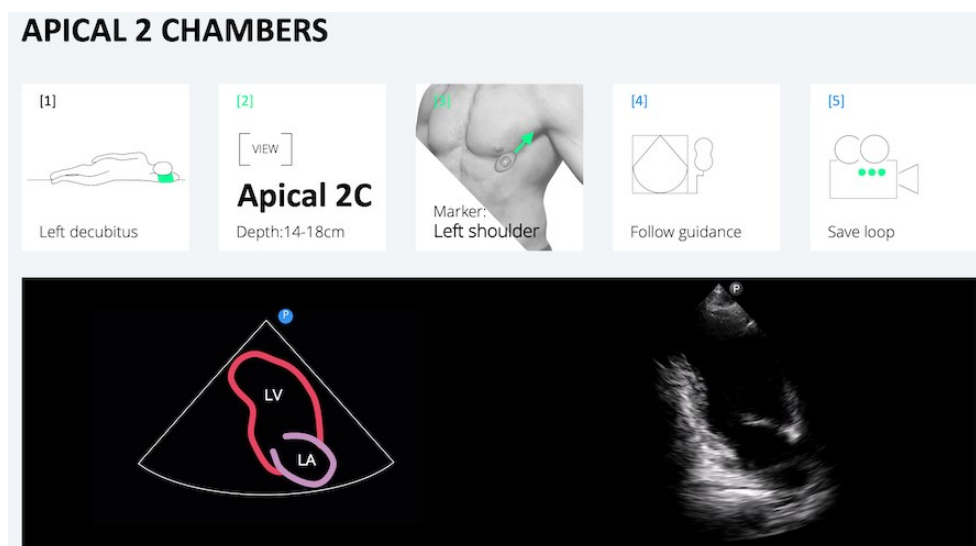 APICAL 2 CHAMBERS
[1]
Left decubitus
[2]
VIEW
Apical 2C
Depth:14-18cm
[3]
Marker:
Left shoulder
[4]
Follow guidance
[5]
Save loop
P
LV
LA
P